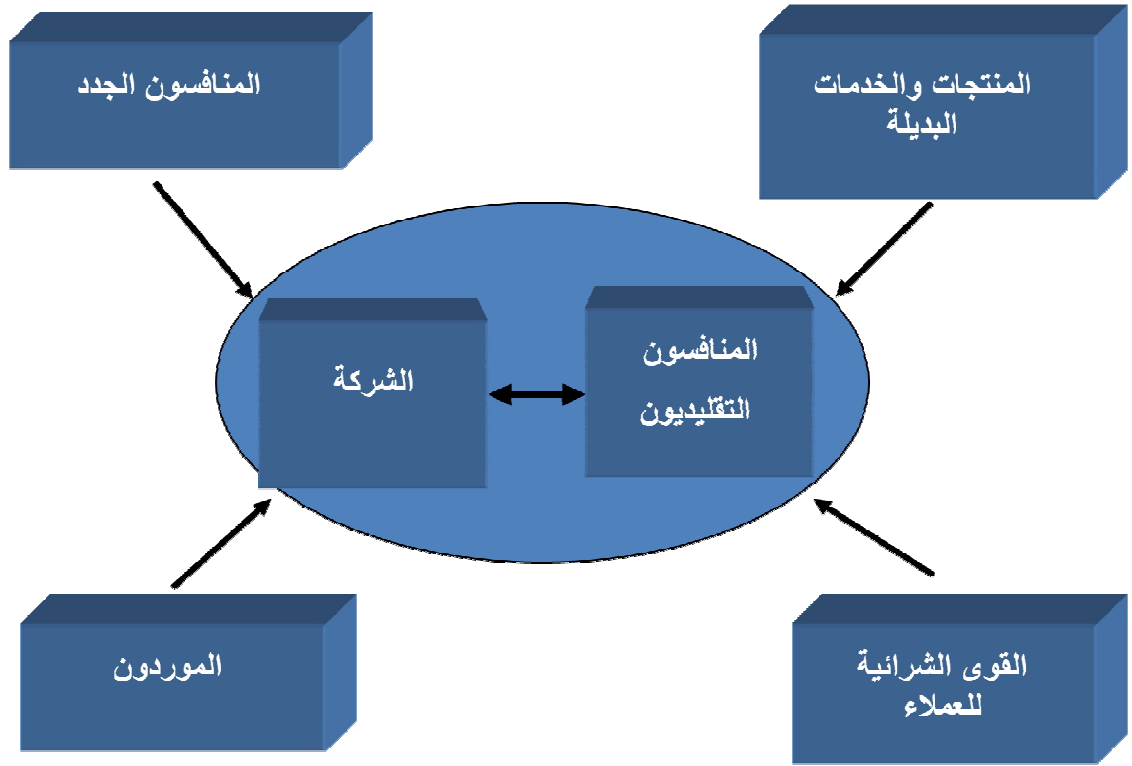 المنافسون الجدد
المنتجات والخدمات
البديلة
الشركة
المنافسون
التقليديون
الموردون
القوى الشرائية
للعملاء